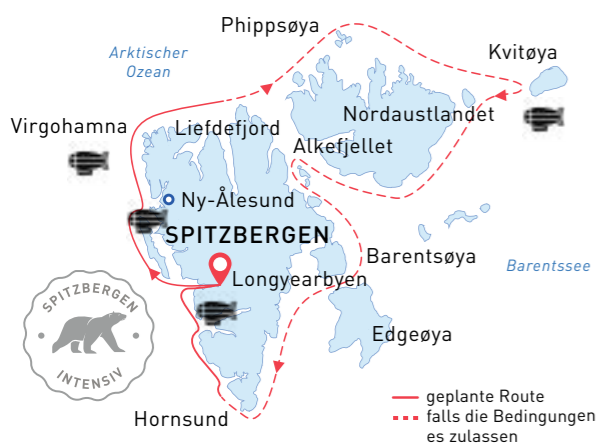 Phippsøya
Arktischer
Ozean
Kvitøya
Nordaustlandet
Virgohamna
Liefdefjord
Alkefjellet
Ny-Ålesund
SPITZBERGEN
Barentsøya
Barentssee
Longyearbyen
SPITZBERGEN
INTENSIV
Edgeøya
Hornsund
geplante Route
falls die Bedingungen
es zulassen